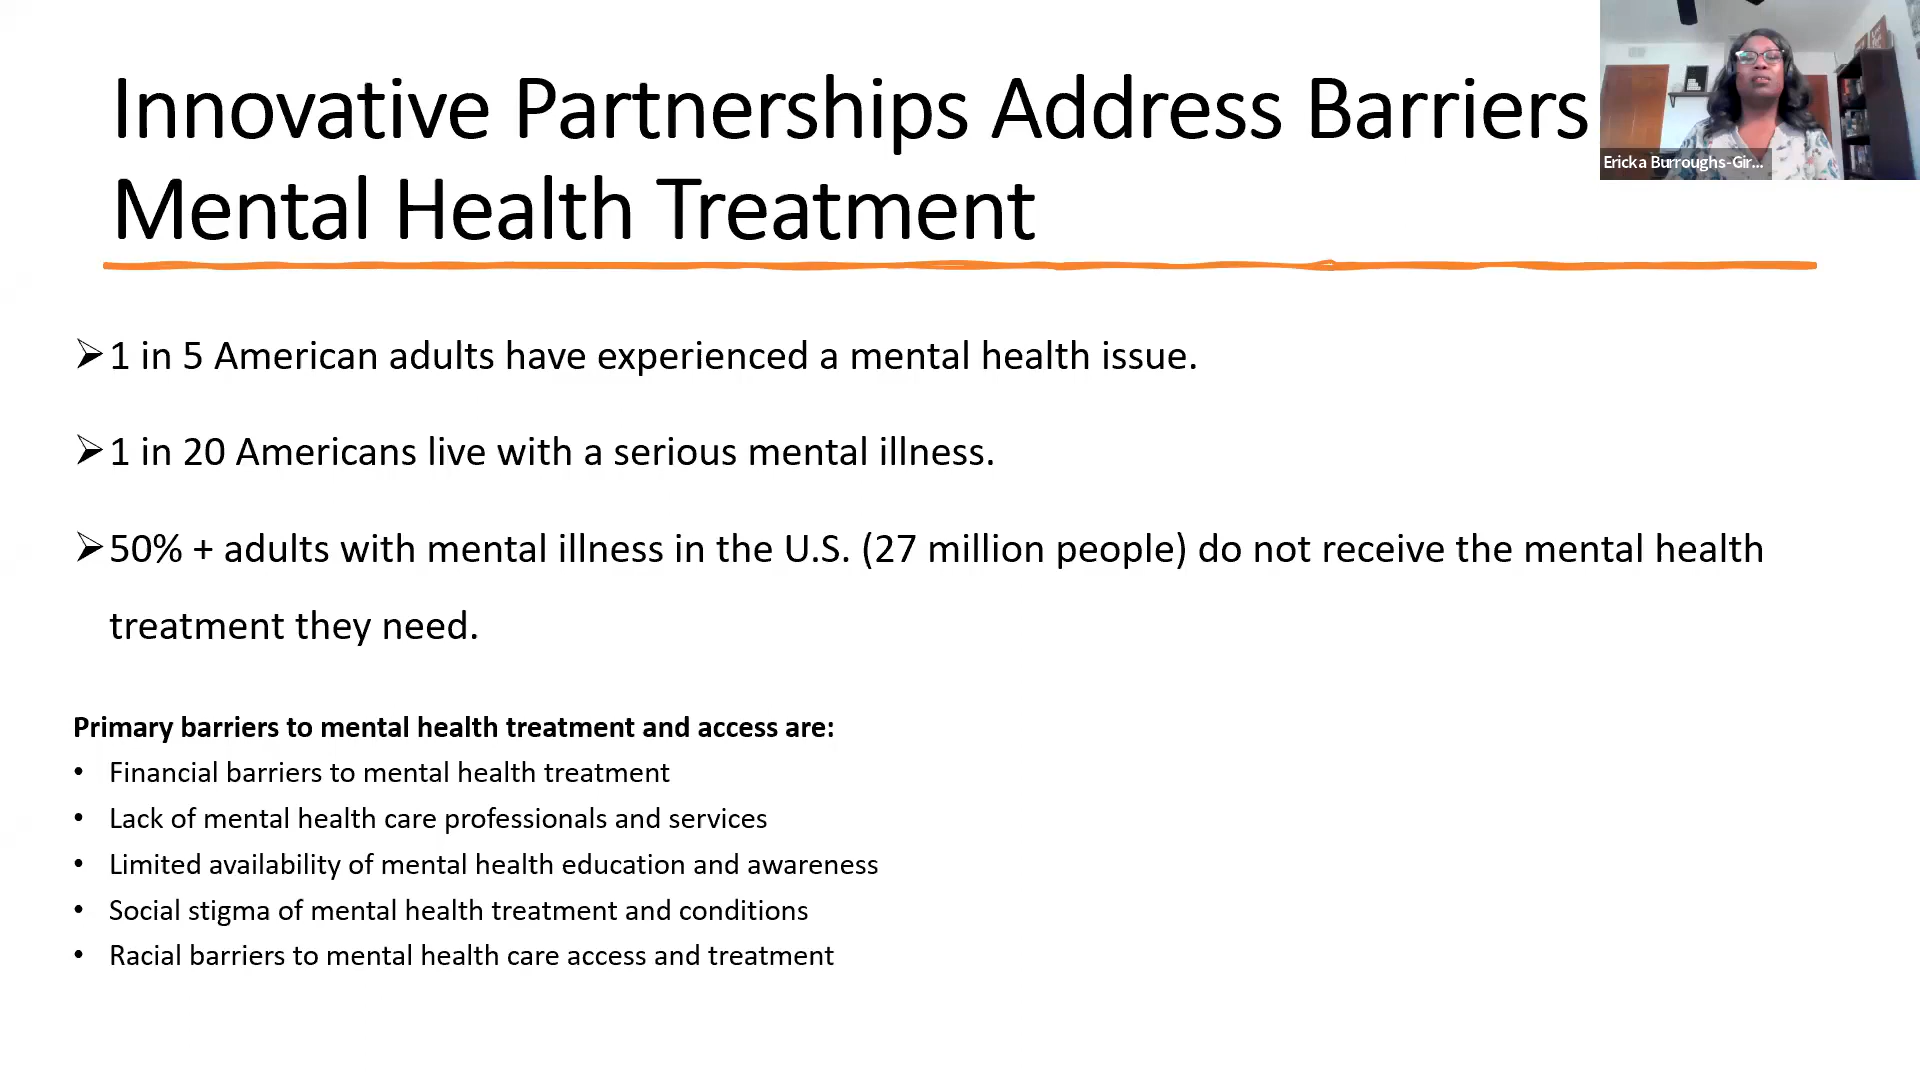 Innovative Partnerships Address Barriers
Mental Health Treatment
Ericka Burroughs-Gir...
➢1 in 5 American adults have experienced a mental health issue.
➢1 in 20 Americans live with a serious mental illness.
➢50% + adults with mental illness in the U.S. (27 million people) do not receive the mental health
treatment they need.
Primary barriers to mental health treatment and access are:
• Financial barriers to mental health treatment
• Lack of mental health care professionals and services
• Limited availability of mental health education and awareness
• Social stigma of mental health treatment and conditions
• Racial barriers to mental health care access and treatment